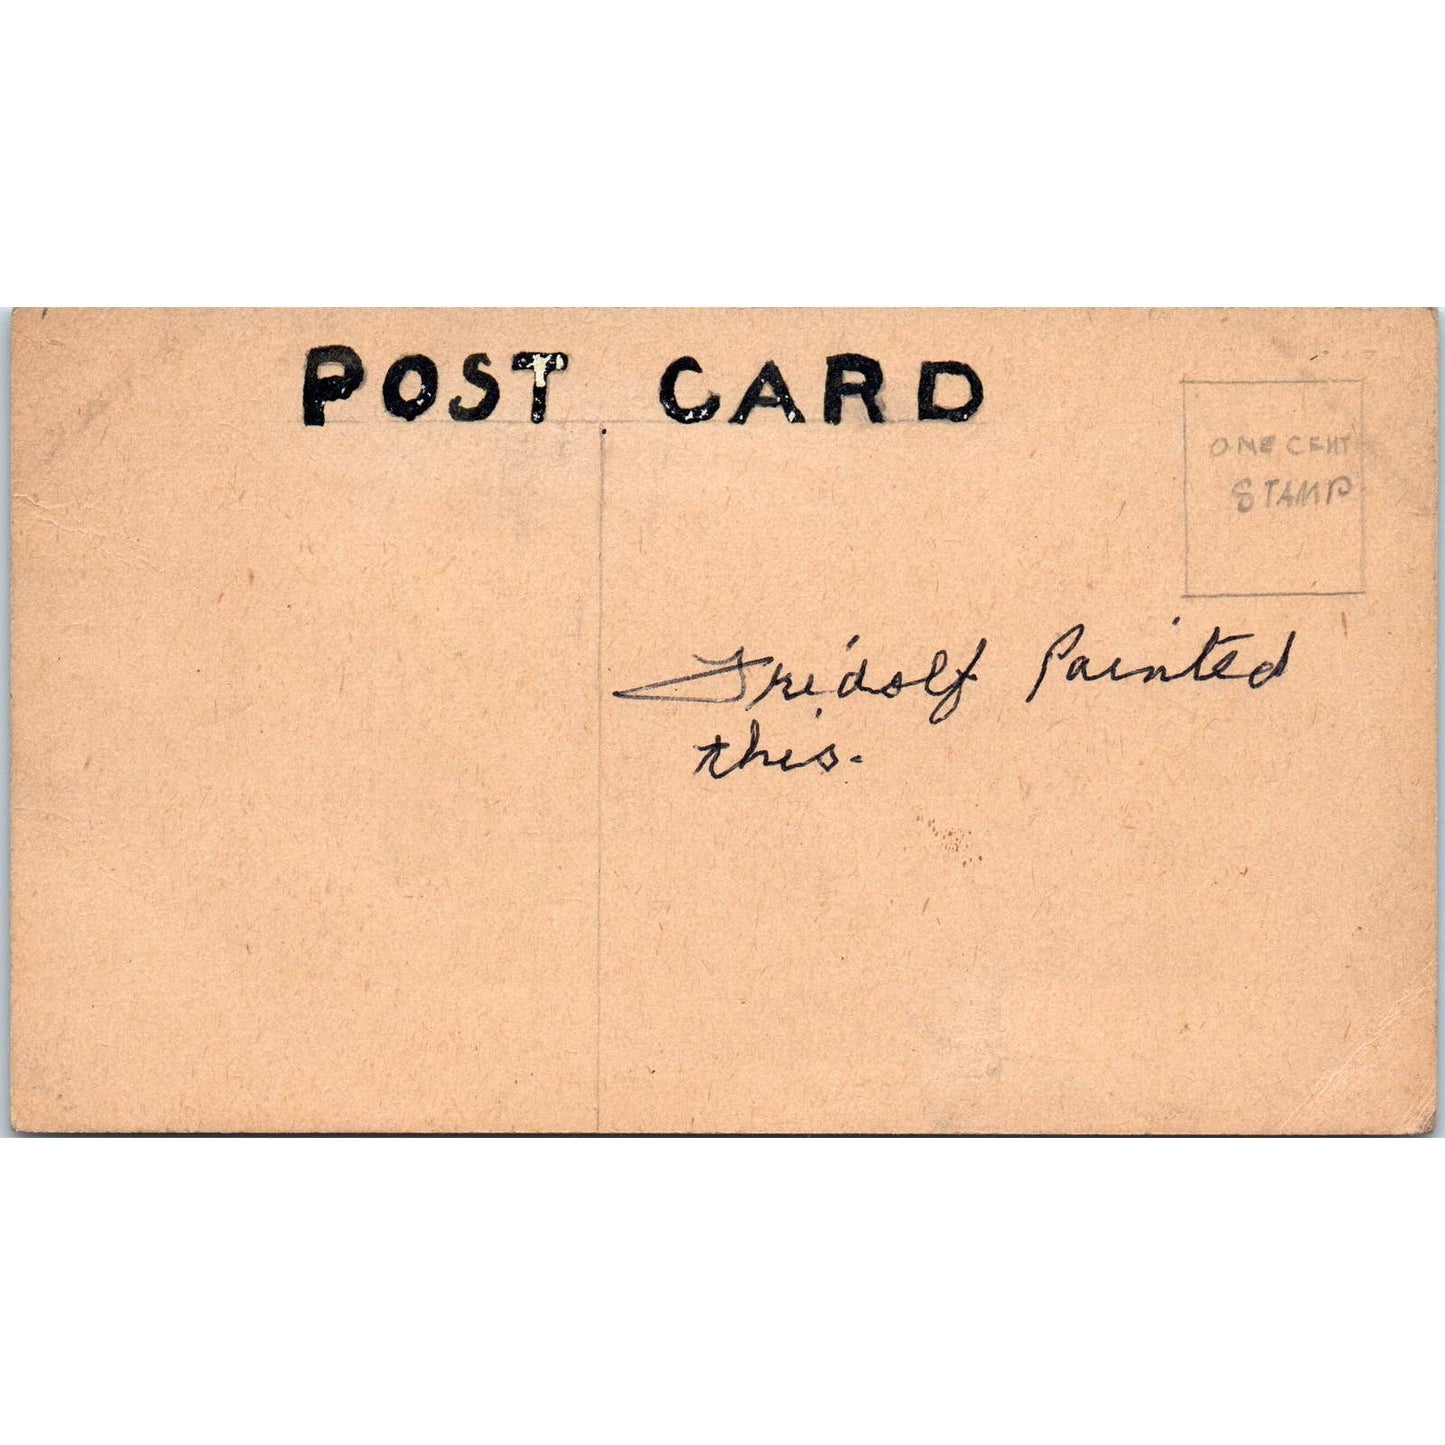 POST CARD
ONE CENT
STAMP
Fridolf Painted
this.